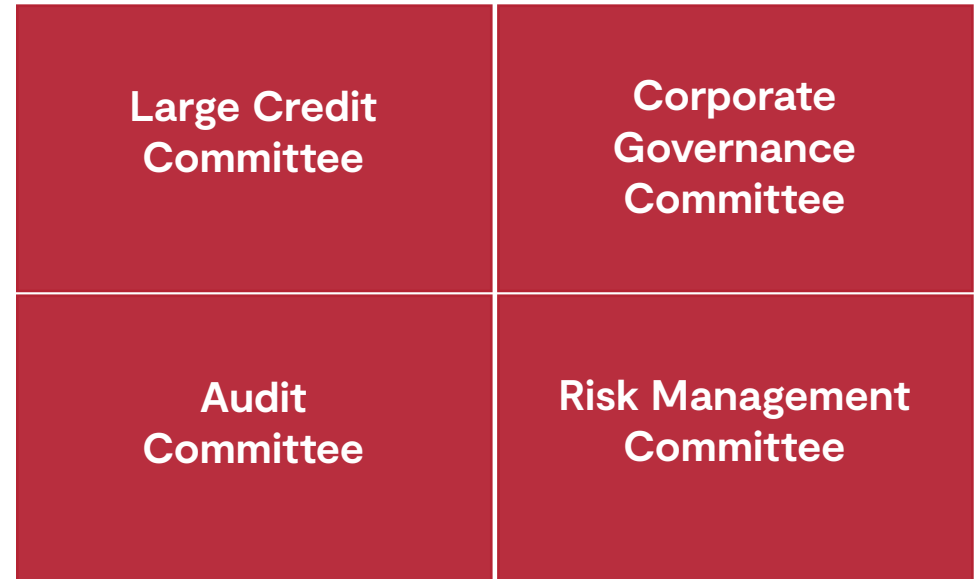 Large Credit
Committee
Corporate
Governance
Committee
Audit
Committee
Risk Management
Committee